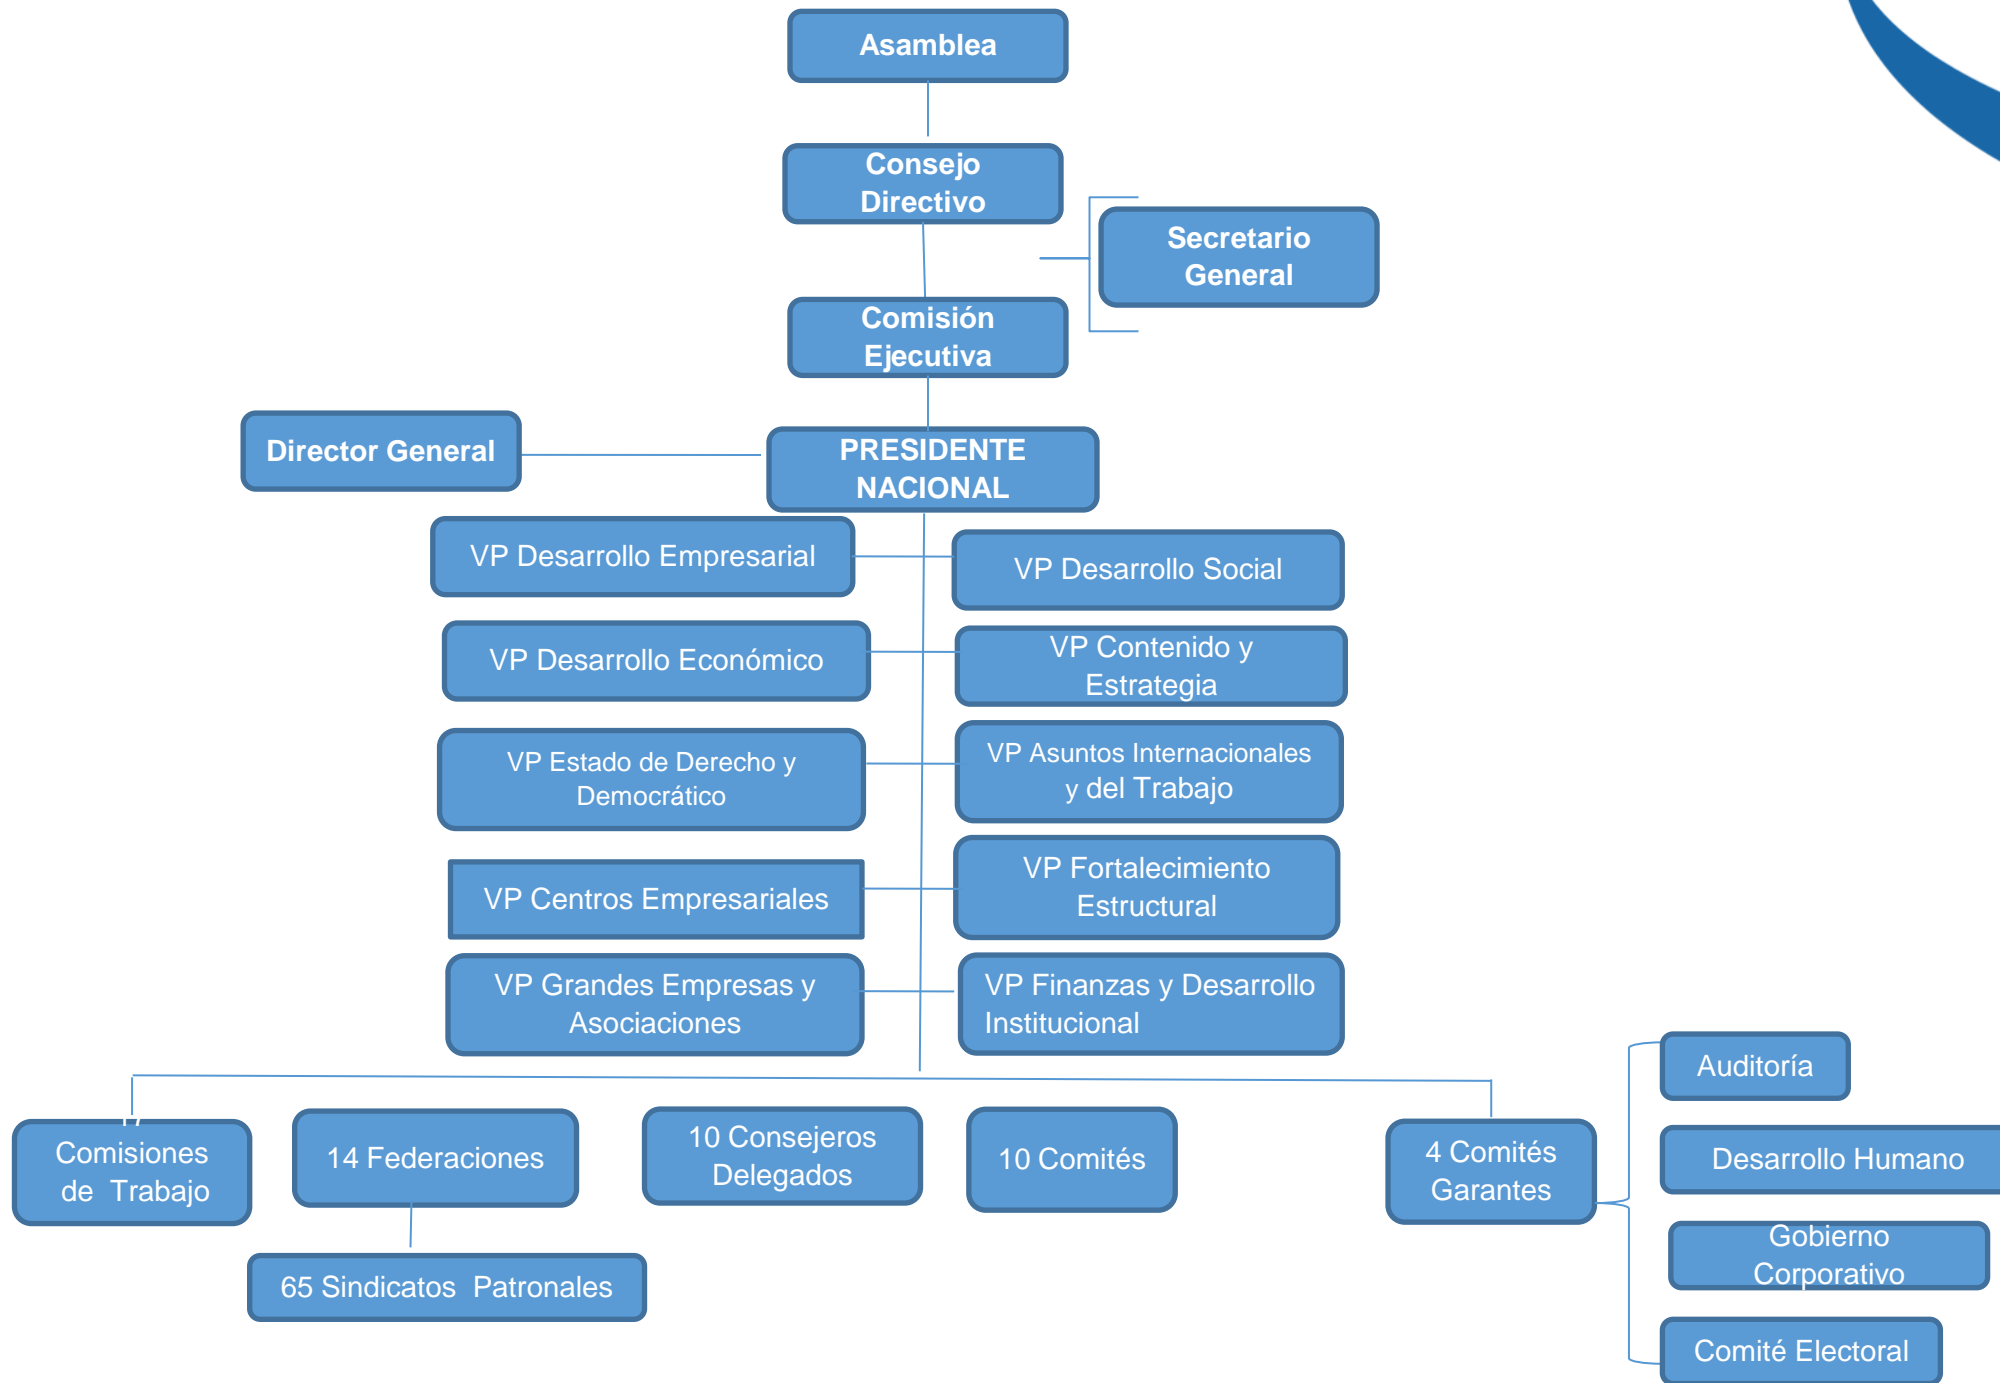 Asamblea
Consejo
Directivo
Secretario
General
Comisión
Ejecutiva
Director General
PRESIDENTE
NACIONAL
VP Desarrollo Empresarial
VP Desarrollo Social
VP Desarrollo Económico
VP Contenido y
Estrategia
VP Estado de Derecho y
Democrático
VP Asuntos Internacionales
y del Trabajo
VP Centros Empresariales
VP Fortalecimiento
Estructural
VP Grandes Empresas y
Asociaciones
VP Finanzas y Desarrollo
Institucional
Comisiones
de Trabajo
14 Federaciones
10 Consejeros
Delegados
10 Comités
4 Comités
Garantes
65 Sindicatos Patronales
Auditoría
Desarrollo Humano
Gobierno
Corporativo
Comité Electoral